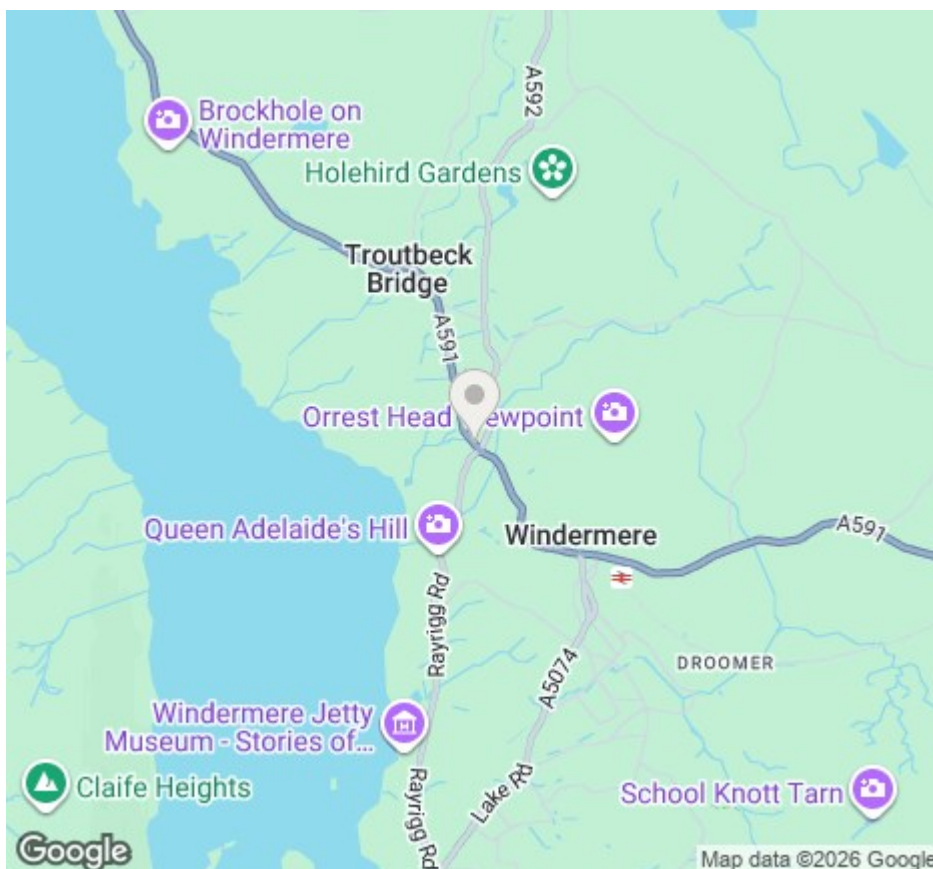 A592
Brockhole on
Windermere
Holehird Gardens
Troutbeck
Bridge
A591
Orrest Head ewpoint
Queen Adelaide's Hill
Windermere
A591
Rayrigg Rd
A5074
DROOMER
Windermere Jetty
Museum - Stories of...
Lake Rd
Rayrigg Rd
Claife Heights
School Knott Tarn
Google
Map data ©2026 Google